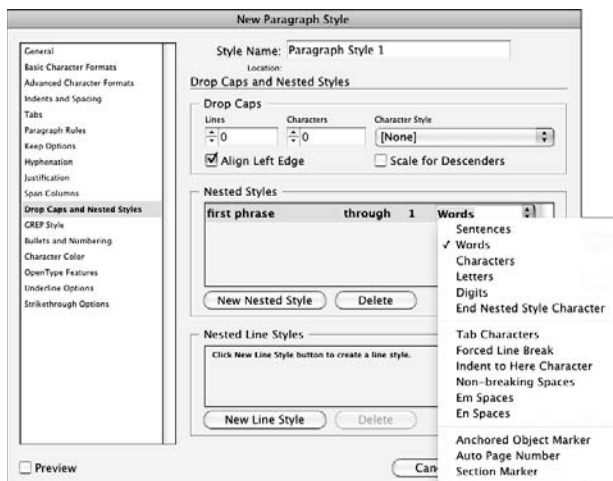 New Paragraph Style
General
Basic Character Formats
Advanced Character Formats
Indents and Spacing
Tabs
Paragraph Rules
Keep Options
Hyphenation
Justification
Span Columns
Drop Caps and Nested Styles
GREP Style
Bullets and Numbering
Character Color
OpenType Features
Underline Options
Strikethrough Options
Preview
Style Name: Paragraph Style 1
Location:
Drop Caps and Nested Styles
Drop Caps
Lines Characters Character Style
0 0 [None]
Align Left Edge Scale for Descenders
Nested Styles
first phrase through 1 Words
New Nested Style Delete
Nested Line Styles
Click New Line Style button to create a line style.
New Line Style Delete
Can
Sentences
✓ Words
Characters
Letters
Digits
End Nested Style Character
Tab Characters
Forced Line Break
Indent to Here Character
Non-breaking Spaces
Em Spaces
En Spaces
Anchored Object Marker
Auto Page Number
Section Marker